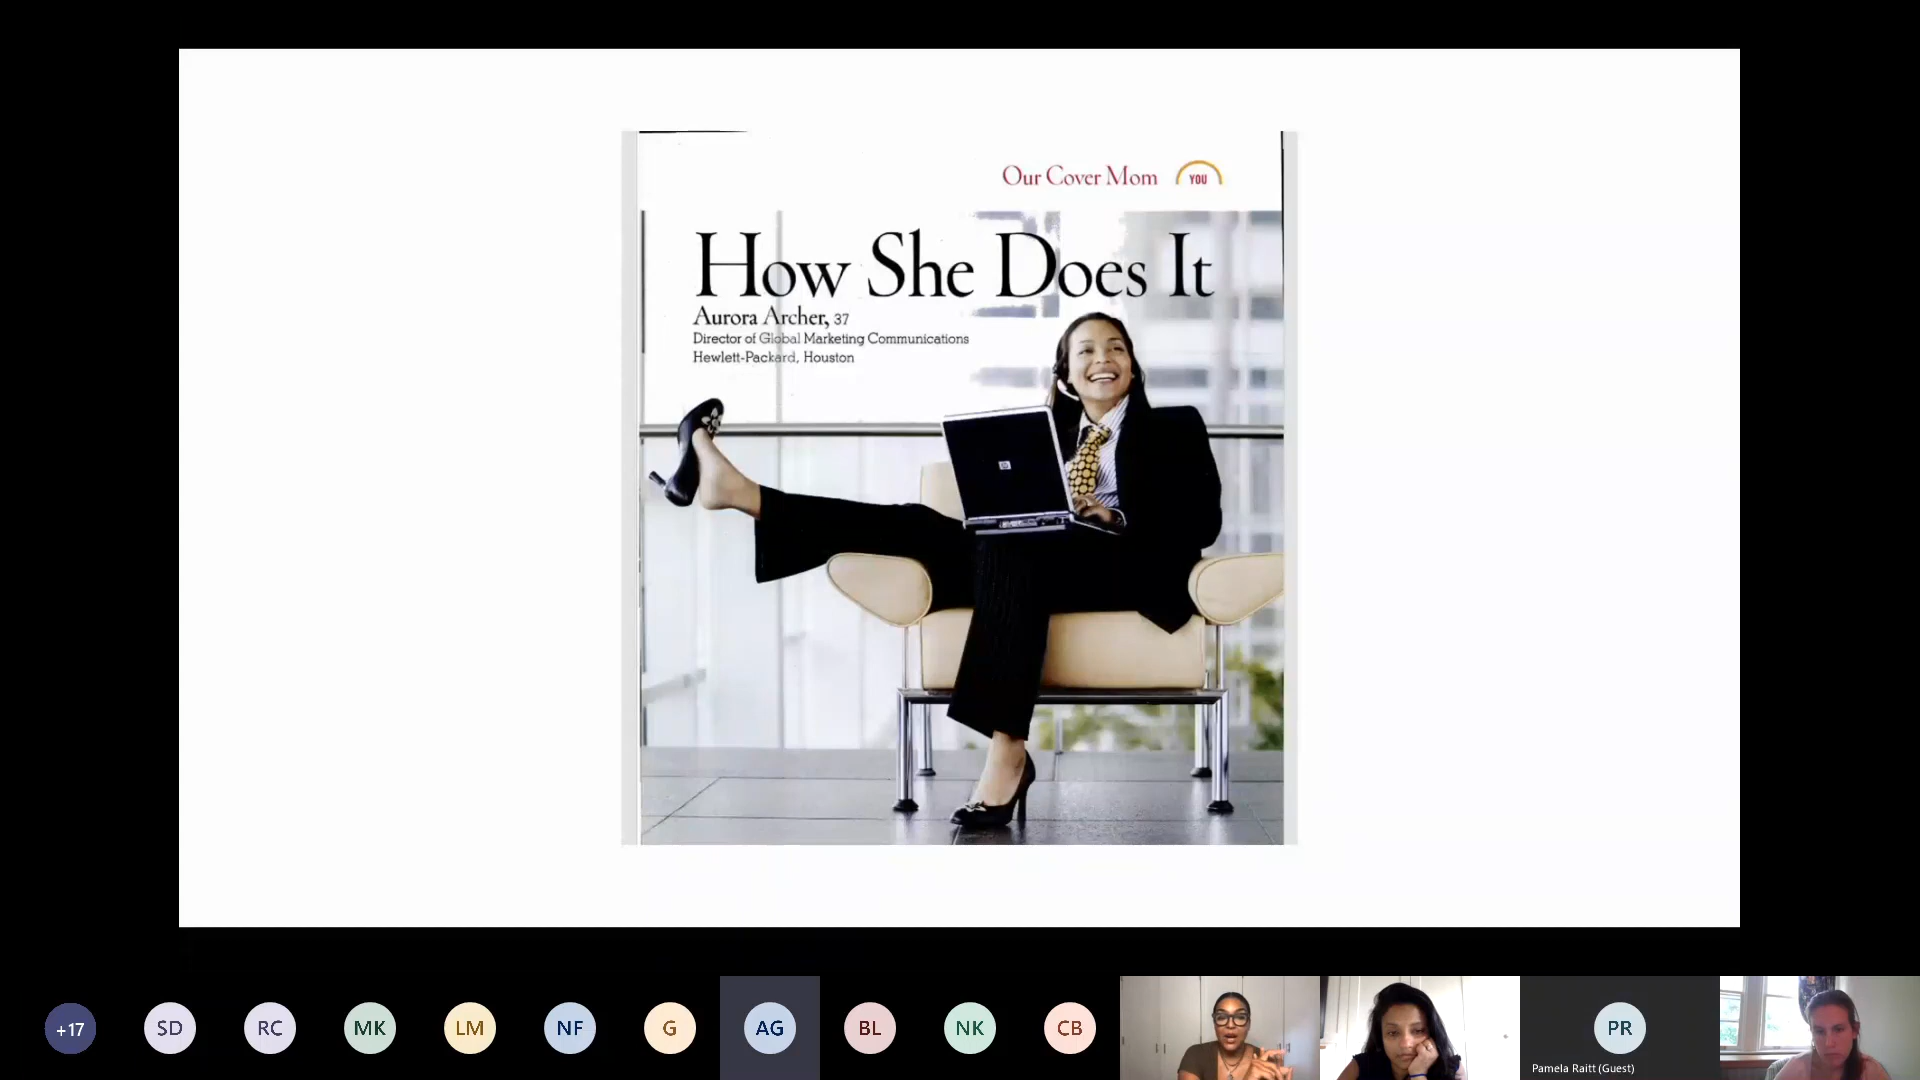 Our Cover Mom YOU
How She Does It
Aurora Archer, 37
Director of Global Marketing Communications
Hewlett-Packard, Houston
hp
+17 SD RC MK LM NF G AG BL NK CB PR
Pamela Raitt (Guest)